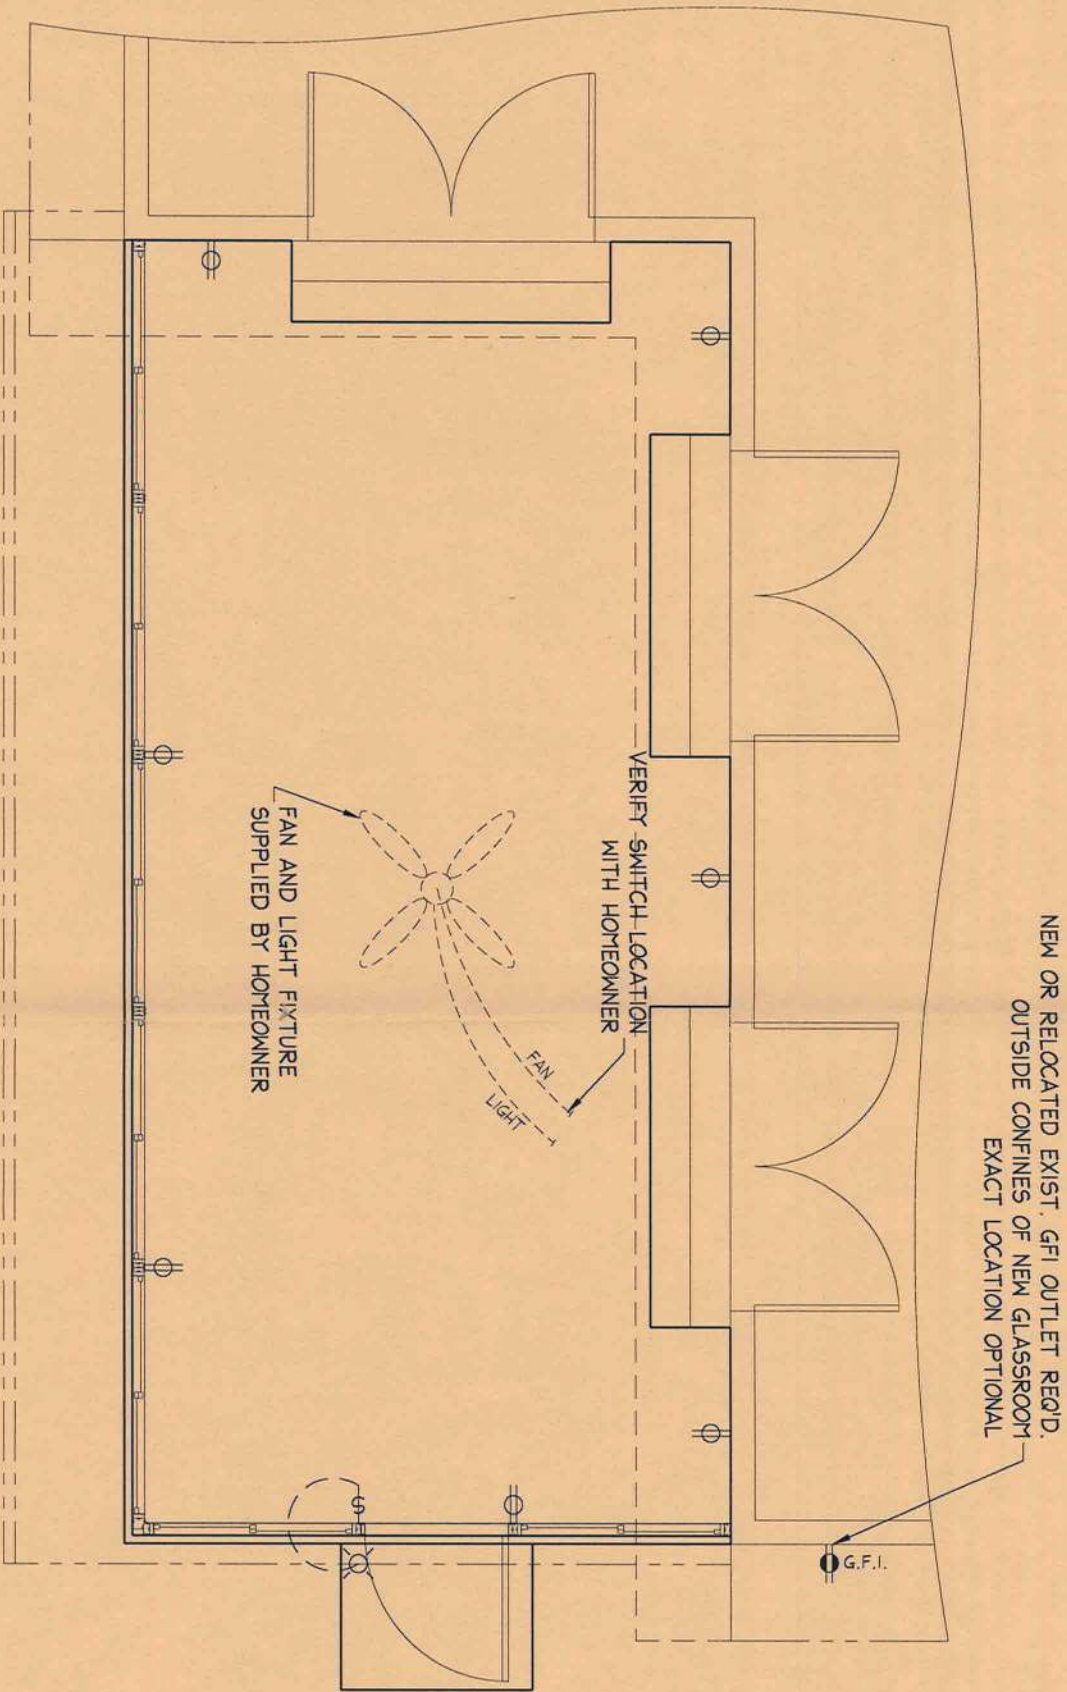 NEW OR RELOCATED EXIST. GFI OUTLET REQ'D.
OUTSIDE CONFINES OF NEW GLASSROOM
EXACT LOCATION OPTIONAL
G.F.I.
VERIFY SWITCH LOCATION
WITH HOMEOWNER
FAN
LIGHT
FAN AND LIGHT FIXTURE
SUPPLIED BY HOMEOWNER
S